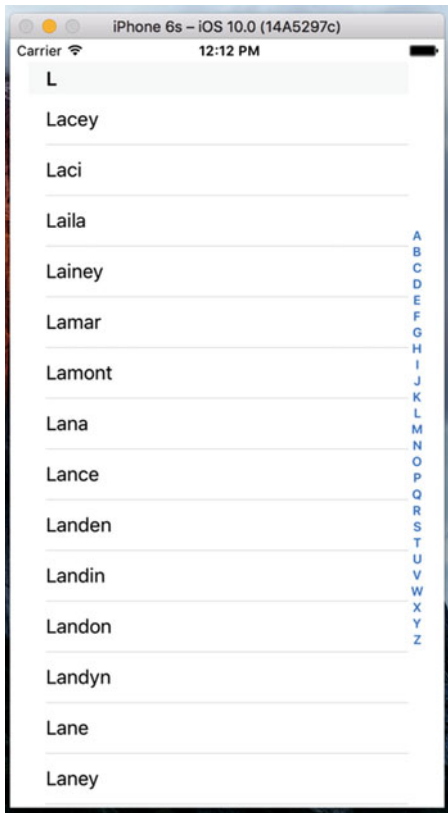 iPhone 6s – iOS 10.0 (14A5297c)
Carrier 12:12 PM
L
Lacey
Laci
Laila
Lainey
Lamar
Lamont
Lana
Lance
Landen
Landin
Landon
Landyn
Lane
Laney
A
B
C
D
E
F
G
H
I
J
K
L
M
N
O
P
Q
R
S
T
U
V
W
X
Y
Z